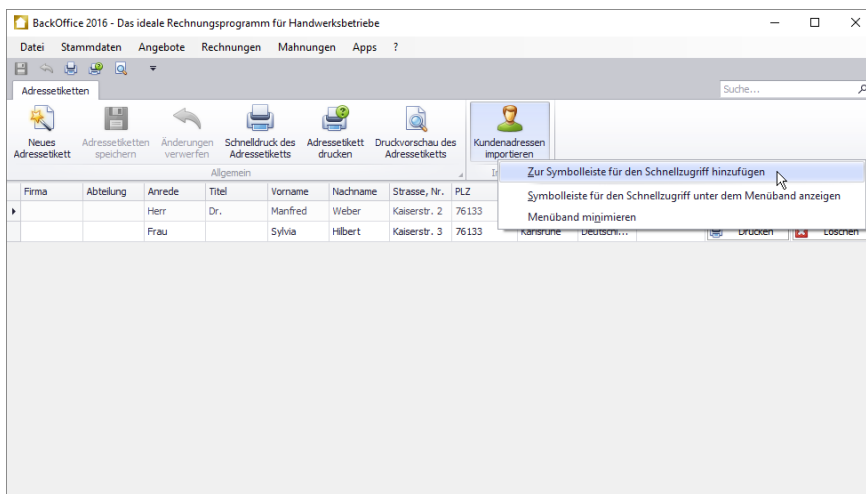 BackOffice 2016 - Das ideale Rechnungsprogramm für Handwerksbetriebe
Datei Stammdaten Angebote Rechnungen Mahnungen Apps ?
Adressetiketten Suche...
Neues Adressetikett Adressetiketten speichern Änderungen verwerfen Schnelldruck des Adressetiketts Adressetikett drucken Druckvorschau des Adressetiketts Kundenadressen importieren
Allgemein
Zur Symbolleiste für den Schnellzugriff hinzufügen
Symbolleiste für den Schnellzugriff unter dem Menüband anzeigen
Menüband minimieren
Firma Abteilung Anrede Titel Vorname Nachname Strasse, Nr. PLZ
Herr Dr. Manfred Weber Kaiserstr. 2 76133
Frau Sylvia Hilbert Kaiserstr. 3 76133 Karlsruhe Deutschl... Drucken Löschen